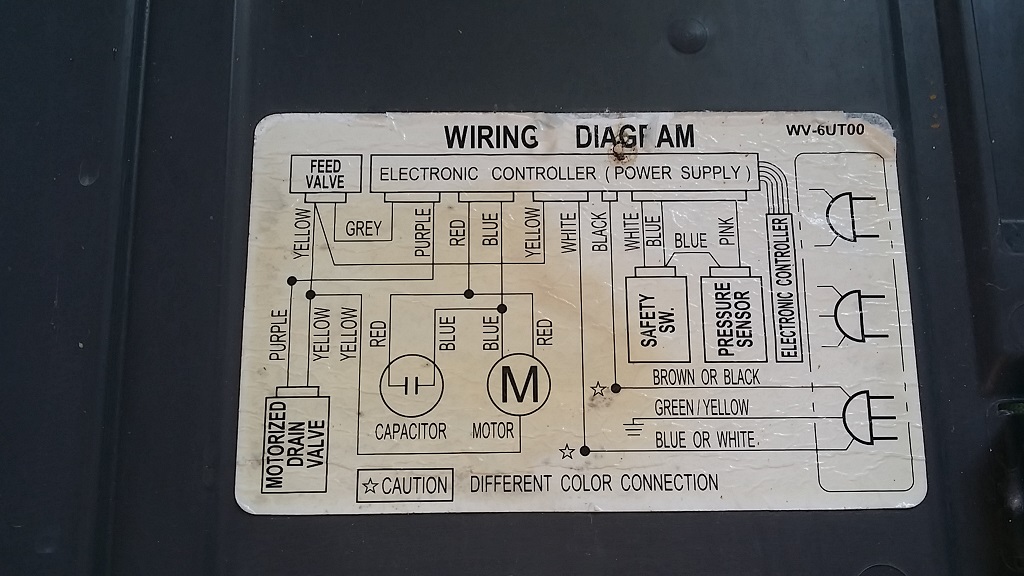 WIRING DIAGRAM
WV-6UT00
FEED
VALVE
ELECTRONIC CONTROLLER (POWER SUPPLY)
YELLOW
GREY
PURPLE
RED
BLUE
YELLOW
WHITE
BLACK
WHITE
BLUE
BLUE
PINK
ELECTRONIC CONTROLLER
PURPLE
YELLOW
YELLOW
RED
BLUE
BLUE
RED
SAFETY
SW.
PRESSURE
SENSOR
MOTORIZED
DRAIN
VALVE
M
CAPACITOR
MOTOR
☆
BROWN OR BLACK
GREEN/YELLOW
☆
BLUE OR WHITE.
☆CAUTION
DIFFERENT COLOR CONNECTION